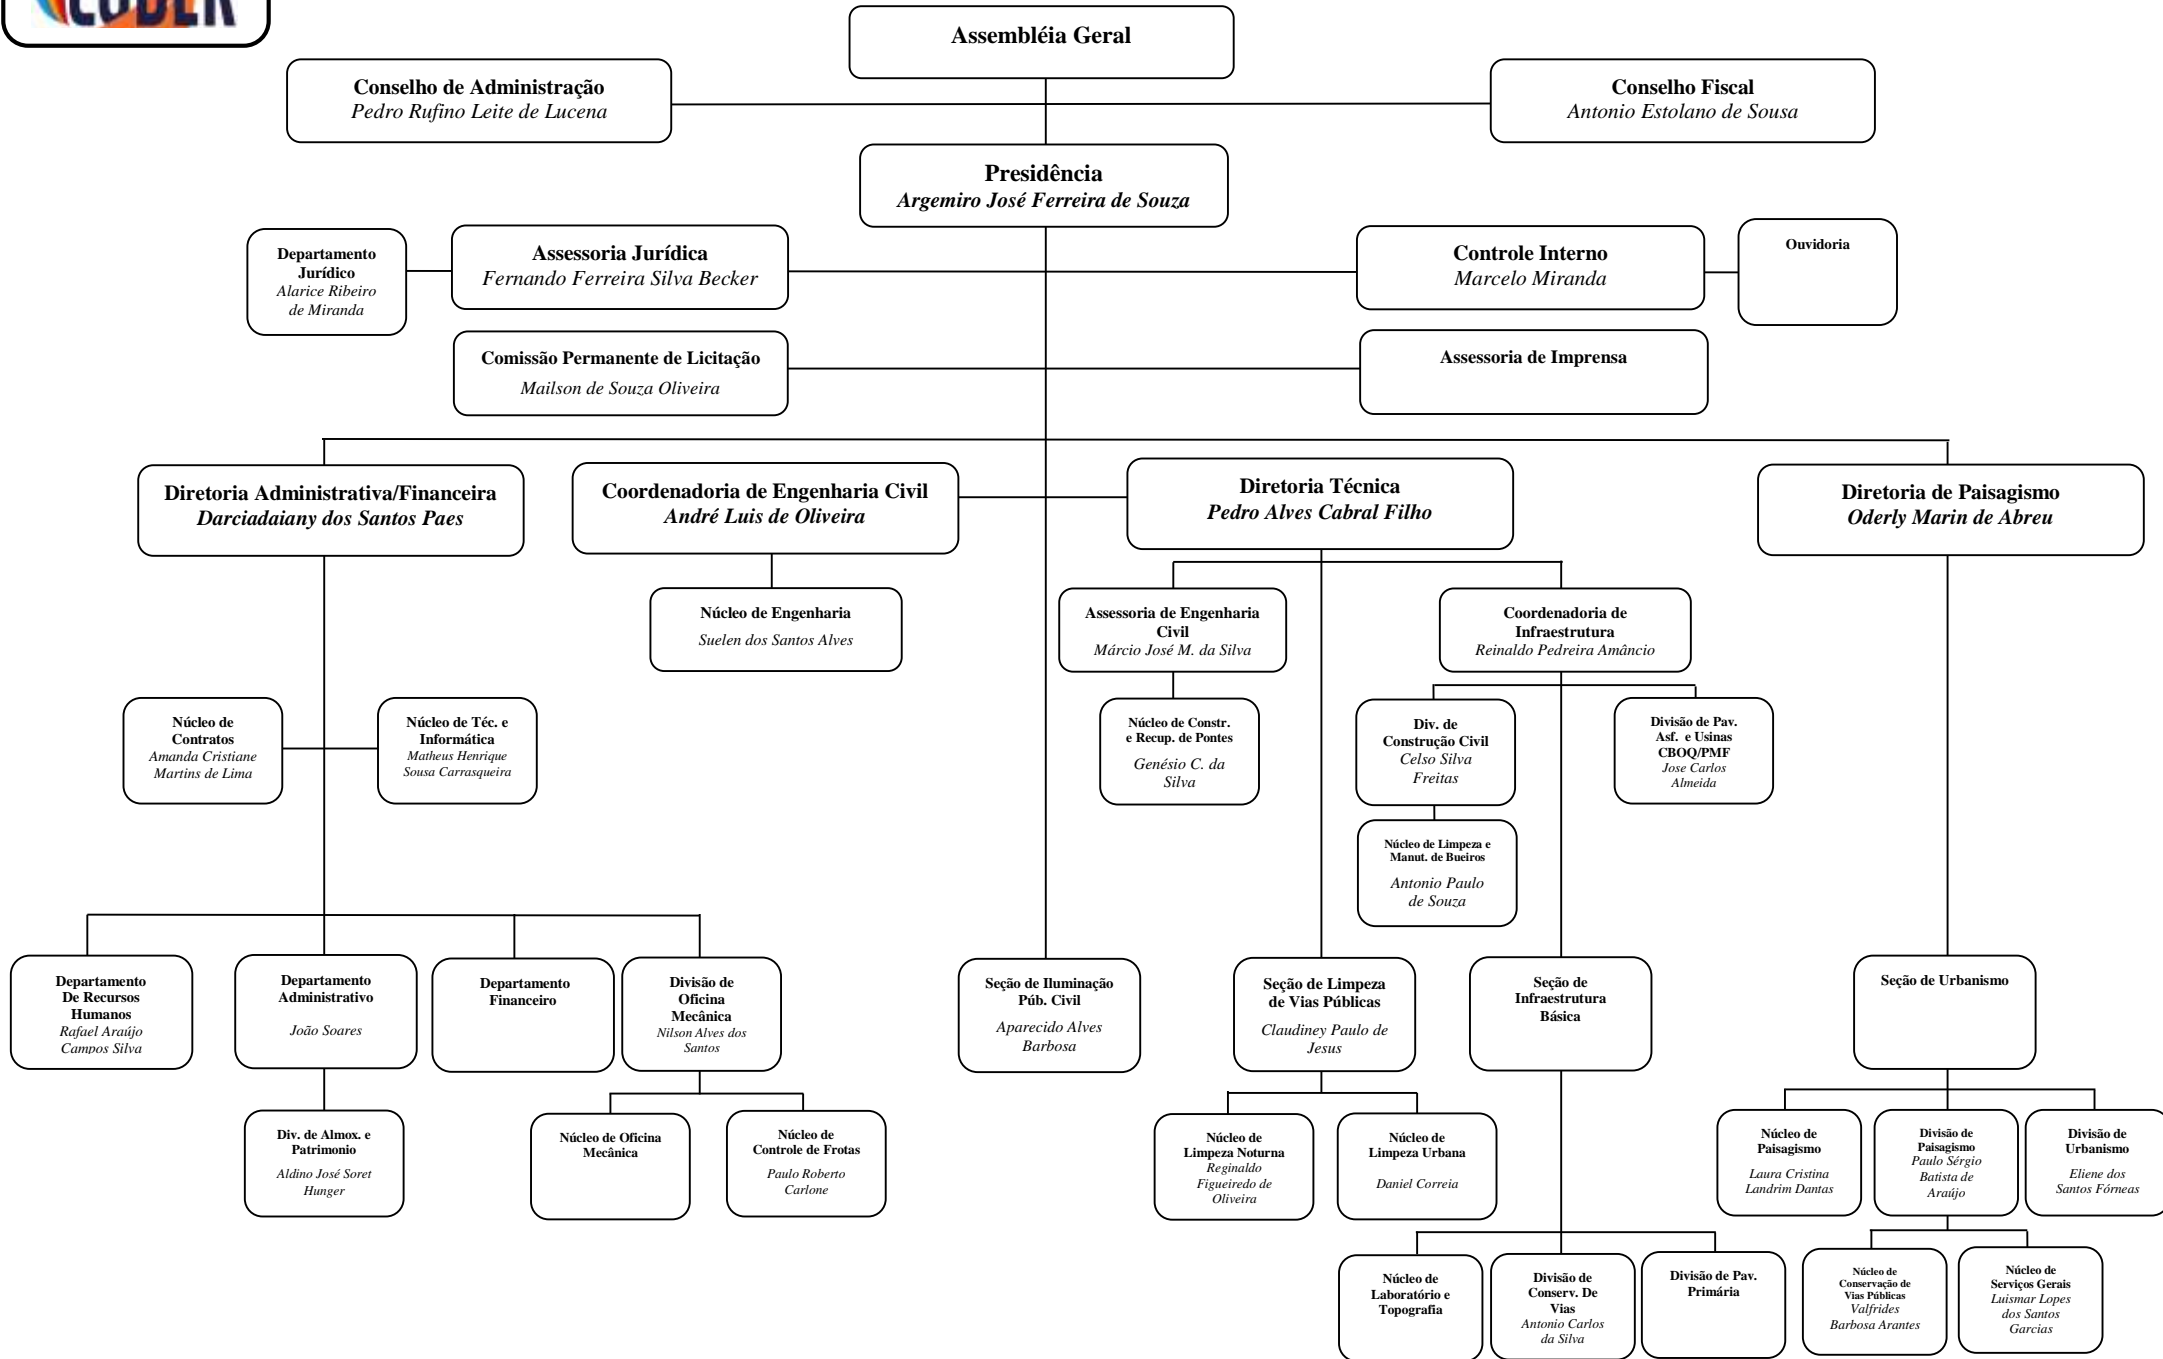 CODER
Assembléia Geral
Conselho de Administração
Pedro Rufino Leite de Lucena
Conselho Fiscal
Antonio Estolano de Sousa
Presidência
Argemiro José Ferreira de Souza
Departamento
Jurídico
Alarice Ribeiro
de Miranda
Assessoria Jurídica
Fernando Ferreira Silva Becker
Controle Interno
Marcelo Miranda
Ouvidoria
Comissão Permanente de Licitação
Mailson de Souza Oliveira
Assessoria de Imprensa
Diretoria Administrativa/Financeira
Darciadaiany dos Santos Paes
Coordenadoria de Engenharia Civil
André Luis de Oliveira
Diretoria Técnica
Pedro Alves Cabral Filho
Diretoria de Paisagismo
Oderly Marin de Abreu
Núcleo de Engenharia
Suelen dos Santos Alves
Assessoria de Engenharia
Civil
Márcio José M. da Silva
Coordenadoria de
Infraestrutura
Reinaldo Pedreira Amâncio
Núcleo de
Contratos
Amanda Cristiane
Martins de Lima
Núcleo de Téc. e
Informática
Matheus Henrique
Sousa Carrasqueira
Núcleo de Constr.
e Recup. de Pontes
Genésio C. da
Silva
Div. de
Construção Civil
Celso Silva
Freitas
Divisão de Pav.
Asf. e Usinas
CBOQ/PMF
Jose Carlos
Almeida
Núcleo de Limpeza e
Manut. de Bueiros
Antonio Paulo
de Souza
Departamento
De Recursos
Humanos
Rafael Araújo
Campos Silva
Departamento
Administrativo
João Soares
Departamento
Financeiro
Divisão de
Oficina
Mecânica
Nilson Alves dos
Santos
Seção de Iluminação
Púb. Civil
Aparecido Alves
Barbosa
Seção de Limpeza
de Vias Públicas
Claudiney Paulo de
Jesus
Seção de
Infraestrutura
Básica
Seção de Urbanismo
Div. de Almox. e
Patrimonio
Aldino José Soret
Hunger
Núcleo de Oficina
Mecânica
Núcleo de
Controle de Frotas
Paulo Roberto
Carlone
Núcleo de
Limpeza Noturna
Reginaldo
Figueiredo de
Oliveira
Núcleo de
Limpeza Urbana
Daniel Correia
Núcleo de
Paisagismo
Laura Cristina
Landrim Dantas
Divisão de
Paisagismo
Paulo Sérgio
Batista de
Araújo
Divisão de
Urbanismo
Eliene dos
Santos Fórneas
Núcleo de
Laboratório e
Topografia
Divisão de
Conserv. De
Vias
Antonio Carlos
da Silva
Divisão de Pav.
Primária
Núcleo de
Conservação de
Vias Públicas
Valfrides
Barbosa Arantes
Núcleo de
Serviços Gerais
Luismar Lopes
dos Santos
Garcias